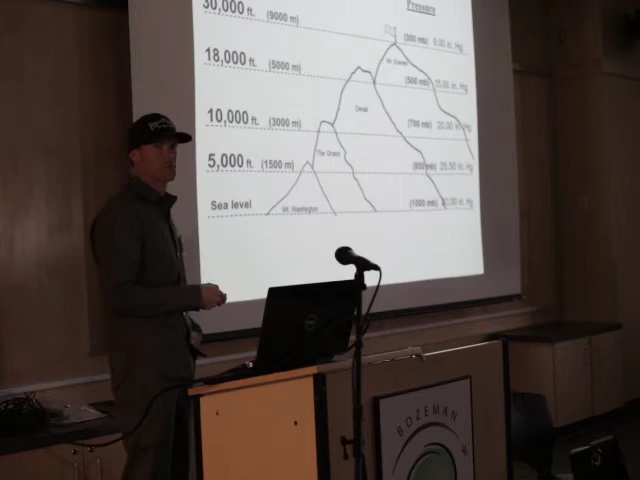 Pressure
30,000 ft. (9000 m) (300 mb) 9.00 in. Hg
Mt. Everest
18,000 ft. (5000 m) (500 mb) 15.00 in. Hg
Denali
10,000 ft. (3000 m) (700 mb) 20.00 in. Hg
The Grand
5,000 ft. (1500 m) (850 mb) 25.50 in. Hg
Mt. Washington
Sea level (1000 mb) 30.00 in. Hg
DELL
BOZEMAN